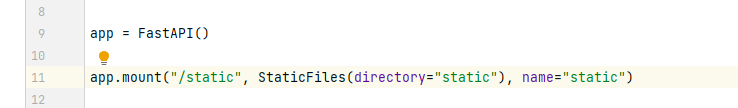 8
9 app = FastAPI()
10
11 app.mount("/static", StaticFiles(directory="static"), name="static")
12